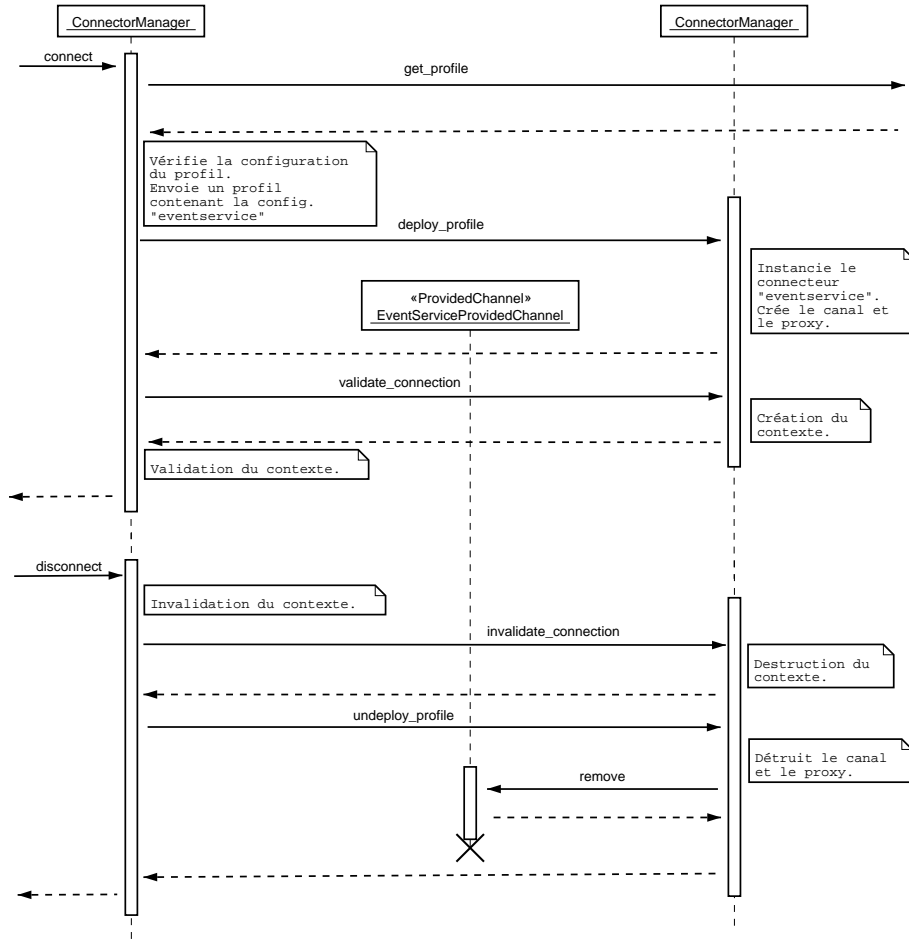 ConnectorManager
ConnectorManager
connect
get_profile
Vérifie la configuration
du profil.
Envoie un profil
contenant la config.
"eventservice"
deploy_profile
Instancie le
connecteur
"eventservice".
Crée le canal et
le proxy.
«ProvidedChannel»
EventServiceProvidedChannel
validate_connection
Création du
contexte.
Validation du contexte.
disconnect
Invalidation du contexte.
invalidate_connection
Destruction du
contexte.
undeploy_profile
Détruit le canal
et le proxy.
remove